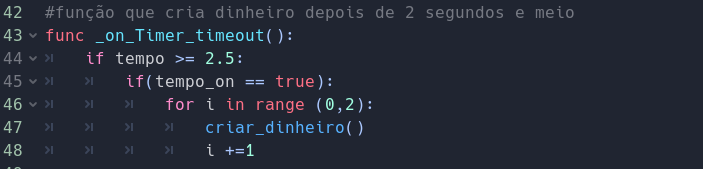 42 #função que cria dinheiro depois de 2 segundos e meio
43 func _on_Timer_timeout():
44 if tempo >= 2.5:
45 if(tempo_on == true):
46 for i in range (0,2):
47 criar_dinheiro()
48 i +=1